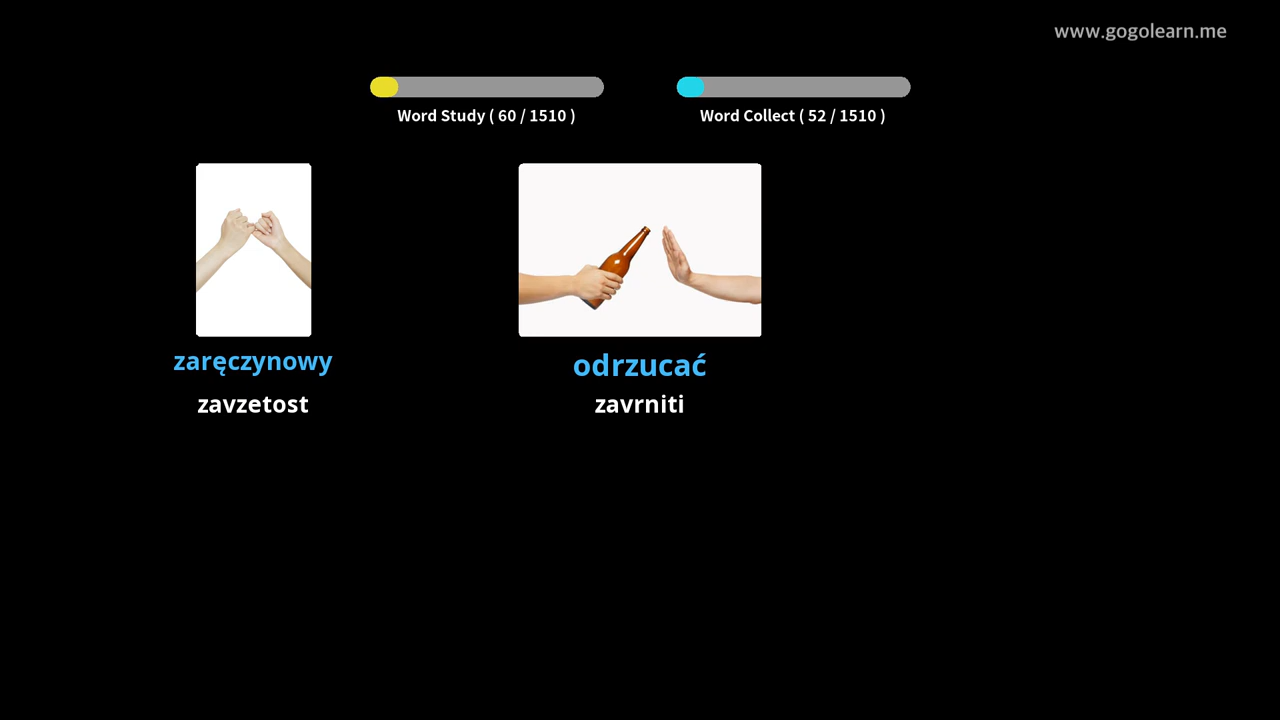 www.gogolearn.me
Word Study ( 60 / 1510 )
Word Collect ( 52 / 1510 )
zaręczynowy
zavzetost
odrzucać
zavrniti